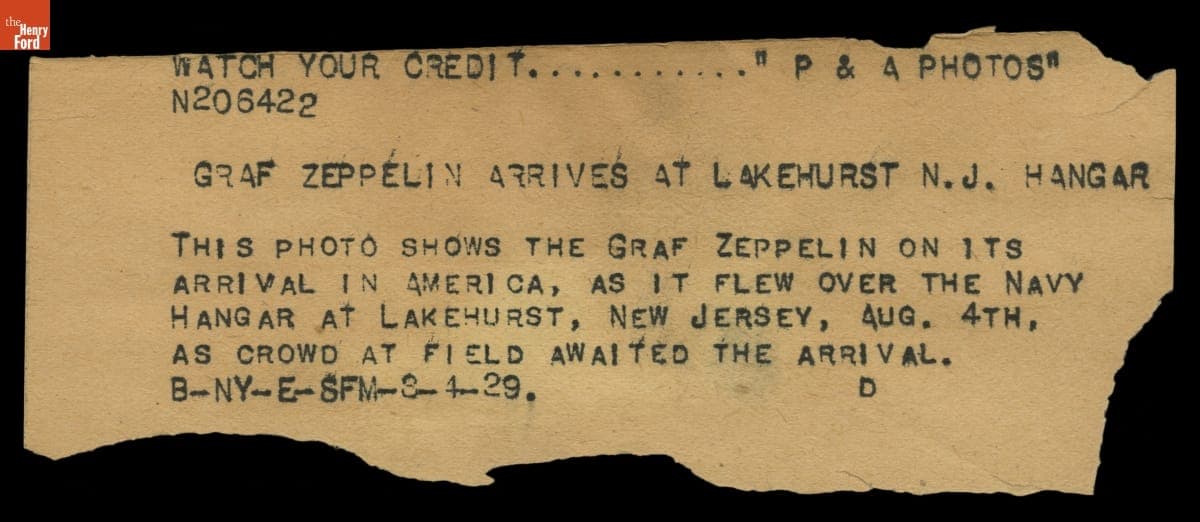 the
Henry
Ford
WATCH YOUR CREDIT............" P & A PHOTOS"
N206422
GRAF ZEPPELIN ARRIVES AT LAKEHURST N.J. HANGAR
THIS PHOTO SHOWS THE GRAF ZEPPELIN ON ITS
ARRIVAL IN AMERICA, AS IT FLEW OVER THE NAVY
HANGAR AT LAKEHURST, NEW JERSEY, AUG. 4TH,
AS CROWD AT FIELD AWAITED THE ARRIVAL.
B-NY-E-SFM-8-4-29. D